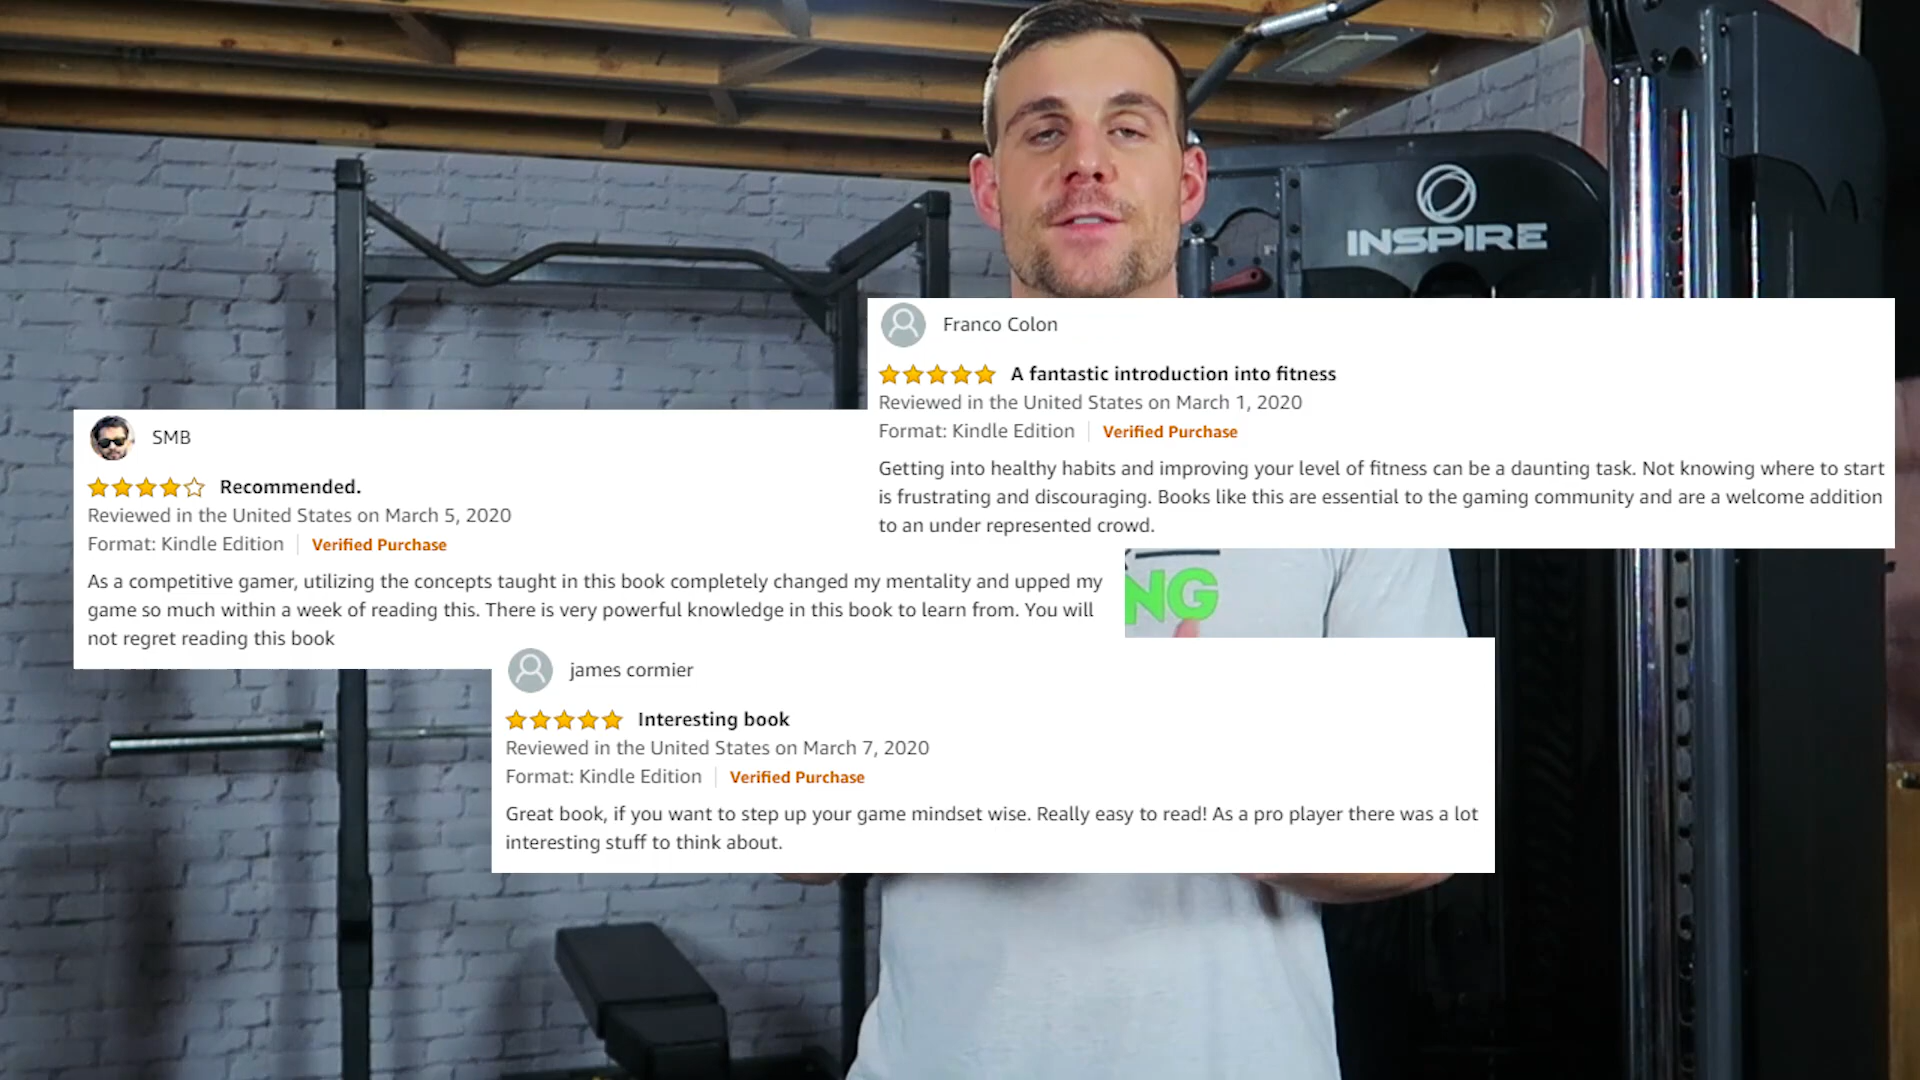 INSPIRE
Franco Colon
A fantastic introduction into fitness
Reviewed in the United States on March 1, 2020
Format: Kindle Edition
Verified Purchase
Getting into healthy habits and improving your level of fitness can be a daunting task. Not knowing where to start
is frustrating and discouraging. Books like this are essential to the gaming community and are a welcome addition
to an under represented crowd.
SMB
Recommended.
Reviewed in the United States on March 5, 2020
Format: Kindle Edition
Verified Purchase
As a competitive gamer, utilizing the concepts taught in this book completely changed my mentality and upped my
game so much within a week of reading this. There is very powerful knowledge in this book to learn from. You will
not regret reading this book
NG
james cormier
Interesting book
Reviewed in the United States on March 7, 2020
Format: Kindle Edition
Verified Purchase
Great book, if you want to step up your game mindset wise. Really easy to read! As a pro player there was a lot
interesting stuff to think about.